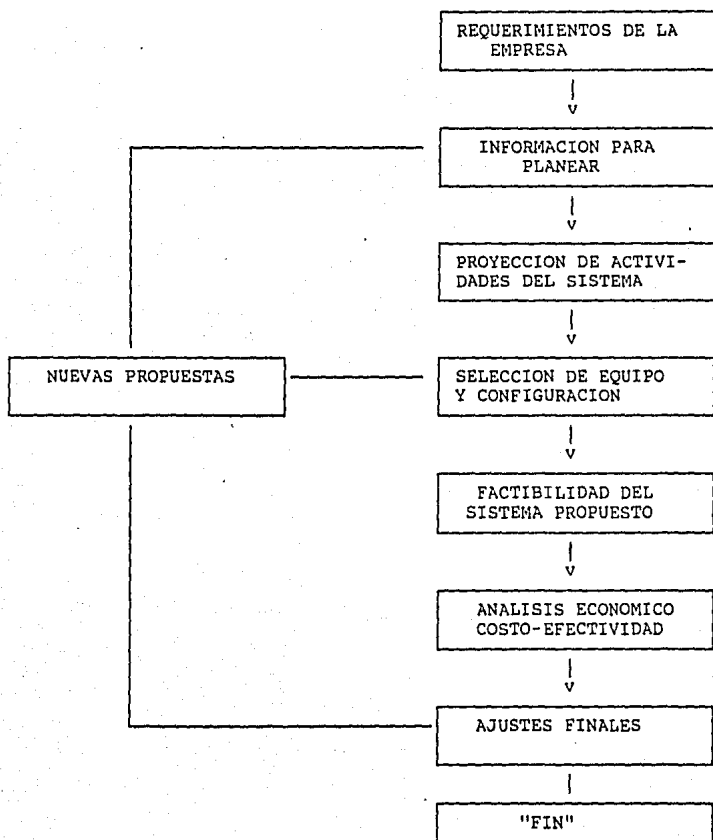 REQUERIMIENTOS DE LA
EMPRESA
INFORMACION PARA
PLANEAR
PROYECCION DE ACTIVI-
DADES DEL SISTEMA
NUEVAS PROPUESTAS
SELECCION DE EQUIPO
Y CONFIGURACION
FACTIBILIDAD DEL
SISTEMA PROPUESTO
ANALISIS ECONOMICO
COSTO-EFECTIVIDAD
AJUSTES FINALES
"FIN"